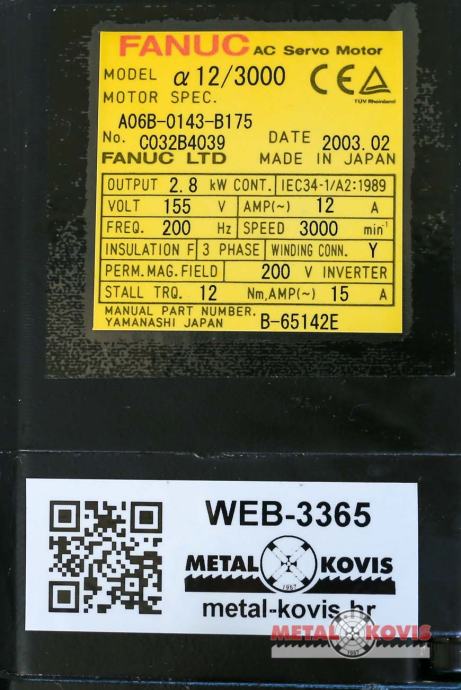 FANUC AC Servo Motor
MODEL α 12/3000
MOTOR SPEC.
TÜV Rheinland
A06B-0143-B175
No. C032B4039 DATE 2003.02
FANUC LTD MADE IN JAPAN
OUTPUT 2.8 kW CONT. IEC34-1/A2:1989
VOLT 155 V AMP(~) 12 A
FREQ. 200 Hz SPEED 3000 min⁻¹
INSULATION F 3 PHASE WINDING CONN. Y
PERM.MAG.FIELD 200 V INVERTER
STALL TRQ. 12 Nm,AMP(~) 15 A
MANUAL PART NUMBER.
YAMANASHI JAPAN B-65142E
WEB-3365
METAL KOVIS
1967
metal-kovis.hr
METAL KOVIS
1967